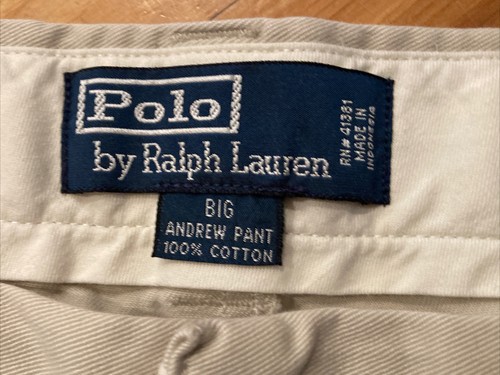 Polo
by Ralph Lauren
RN# 41381
MADE IN
INDONESIA
BIG
ANDREW PANT
100% COTTON